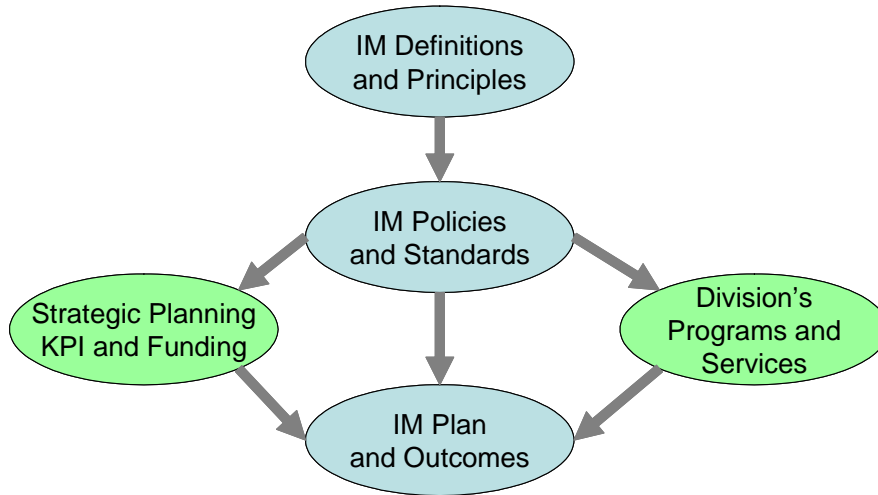 IM Definitions
and Principles
IM Policies
and Standards
Strategic Planning
KPI and Funding
Division's
Programs and
Services
IM Plan
and Outcomes